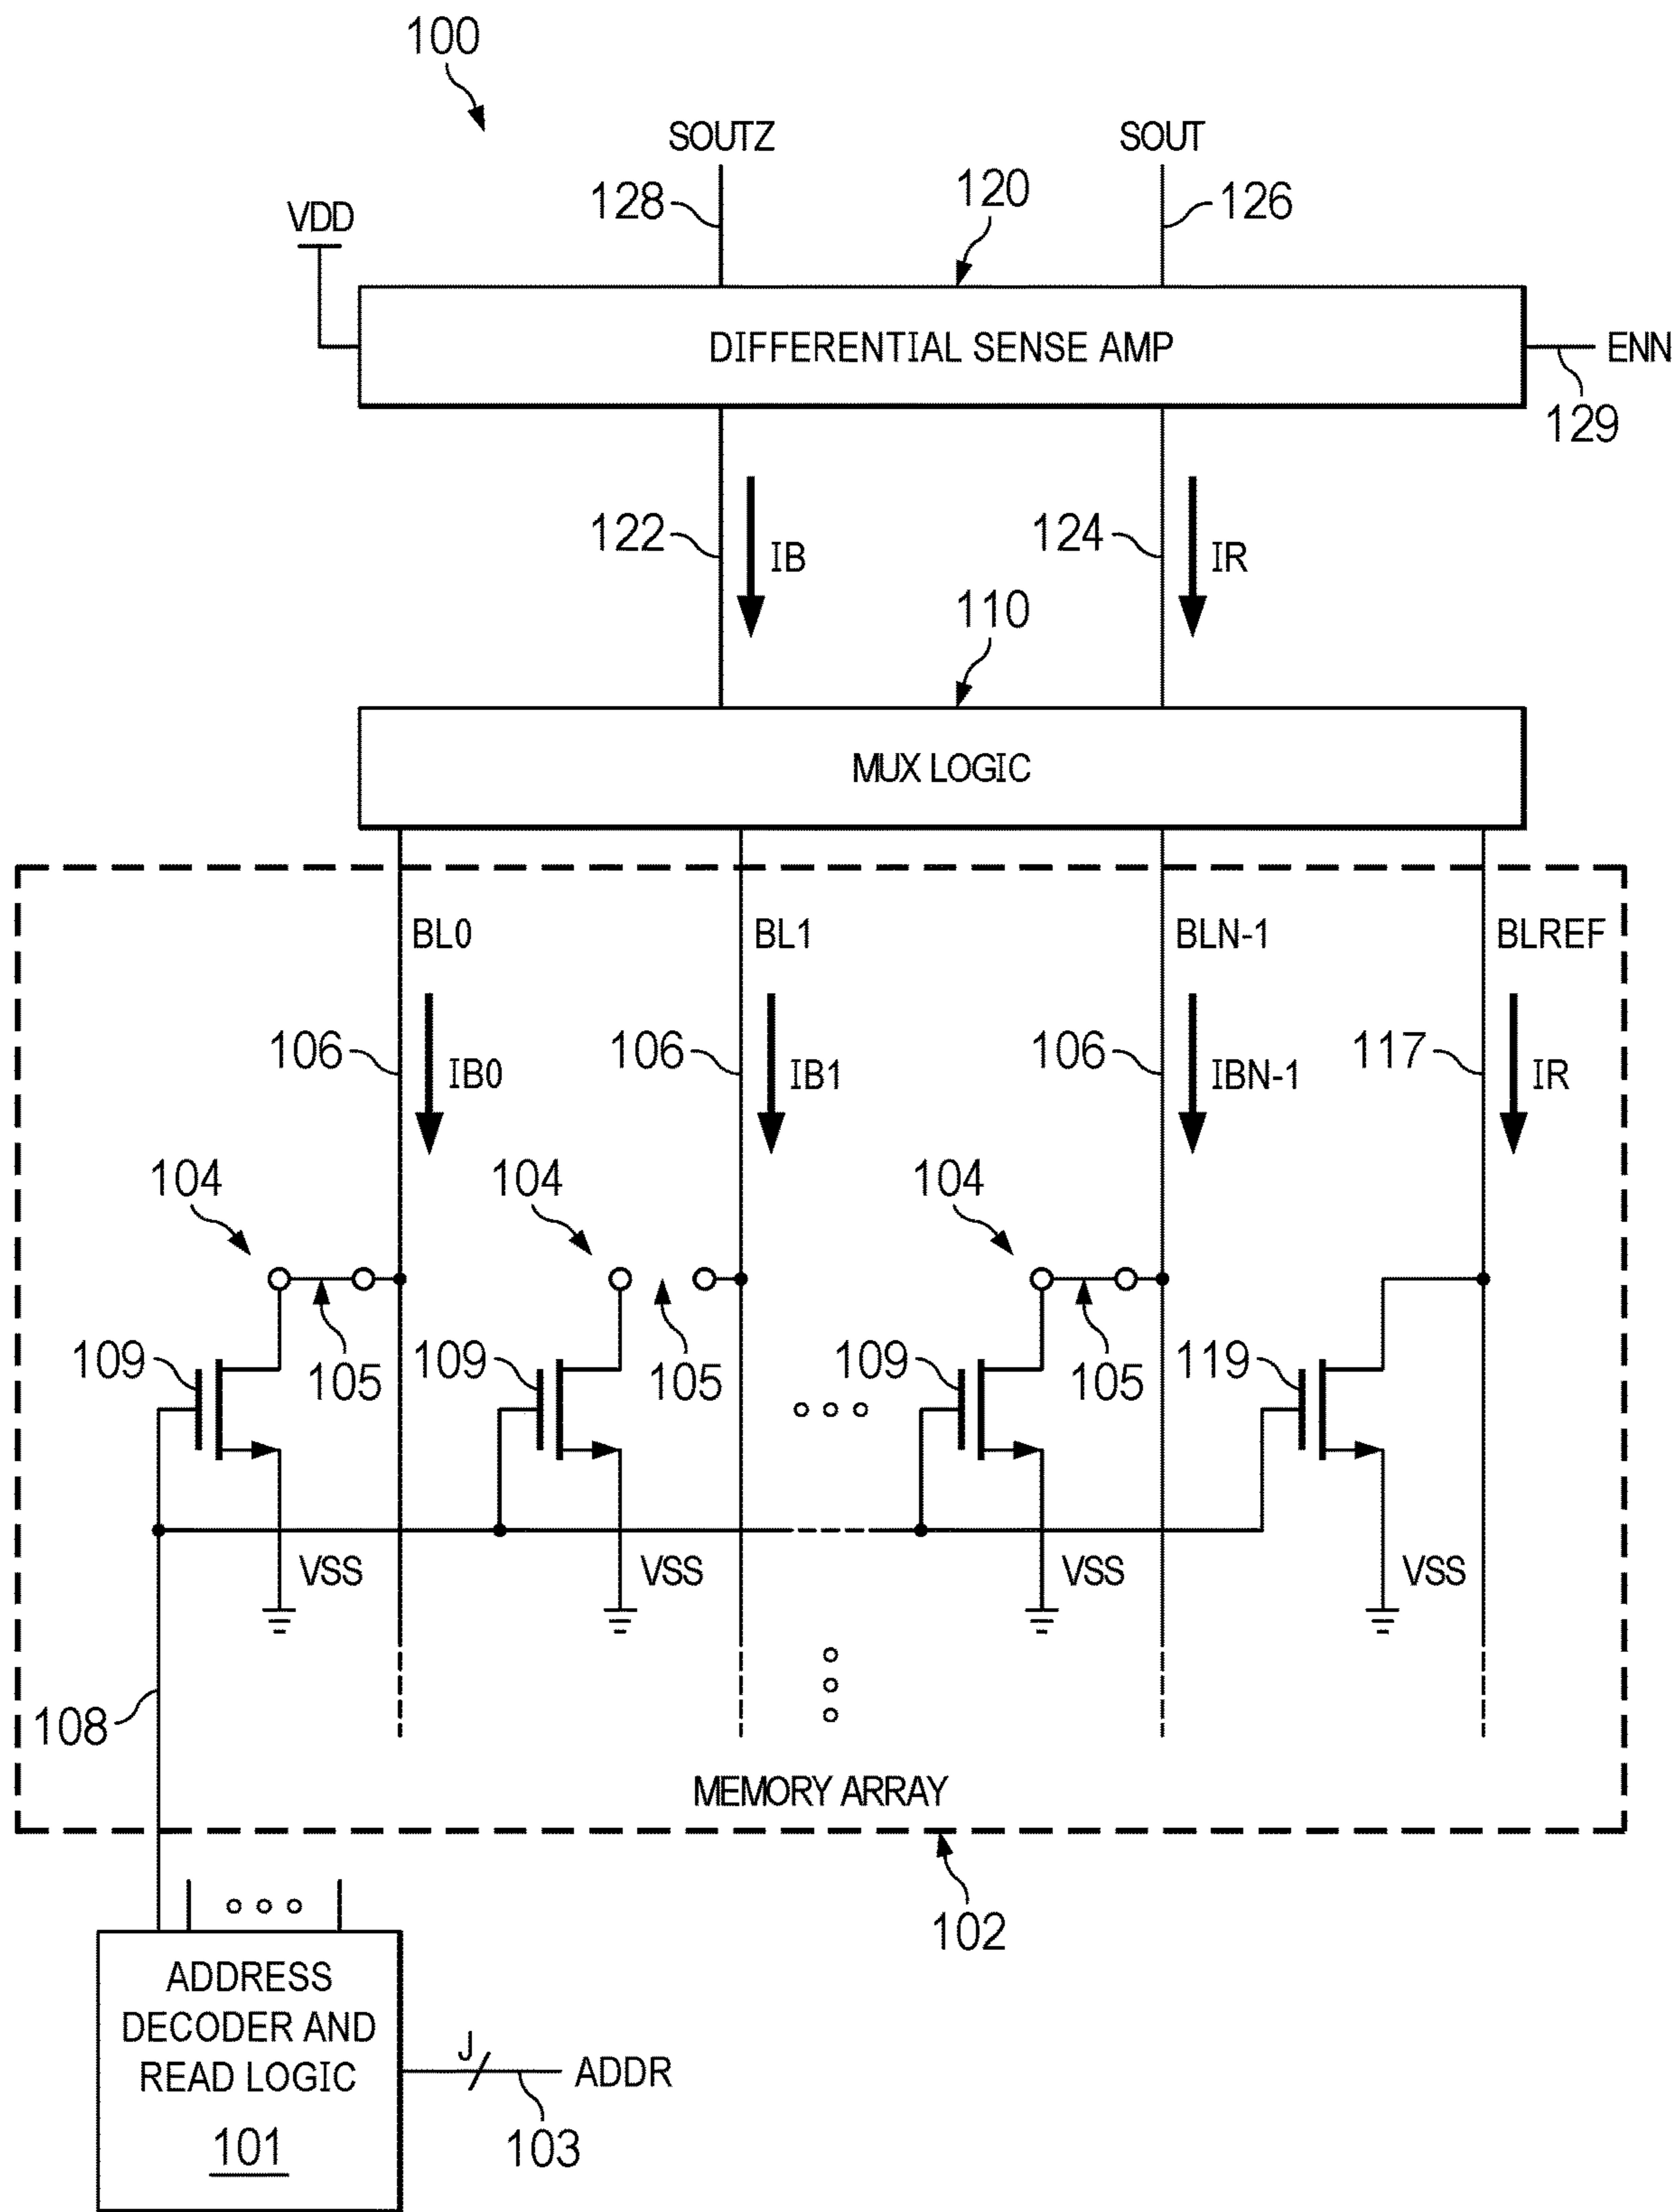 100
SOUTZ
SOUT
128
120
126
VDD
DIFFERENTIAL SENSE AMP
ENN
129
122
IB
124
IR
110
MUX LOGIC
BL0
BL1
BLN-1
BLREF
106
IB0
106
IB1
106
IBN-1
117
IR
104
104
104
109
105
109
105
109
105
119
VSS
VSS
VSS
VSS
108
MEMORY ARRAY
102
ADDRESS
DECODER AND
READ LOGIC
101
J
ADDR
103